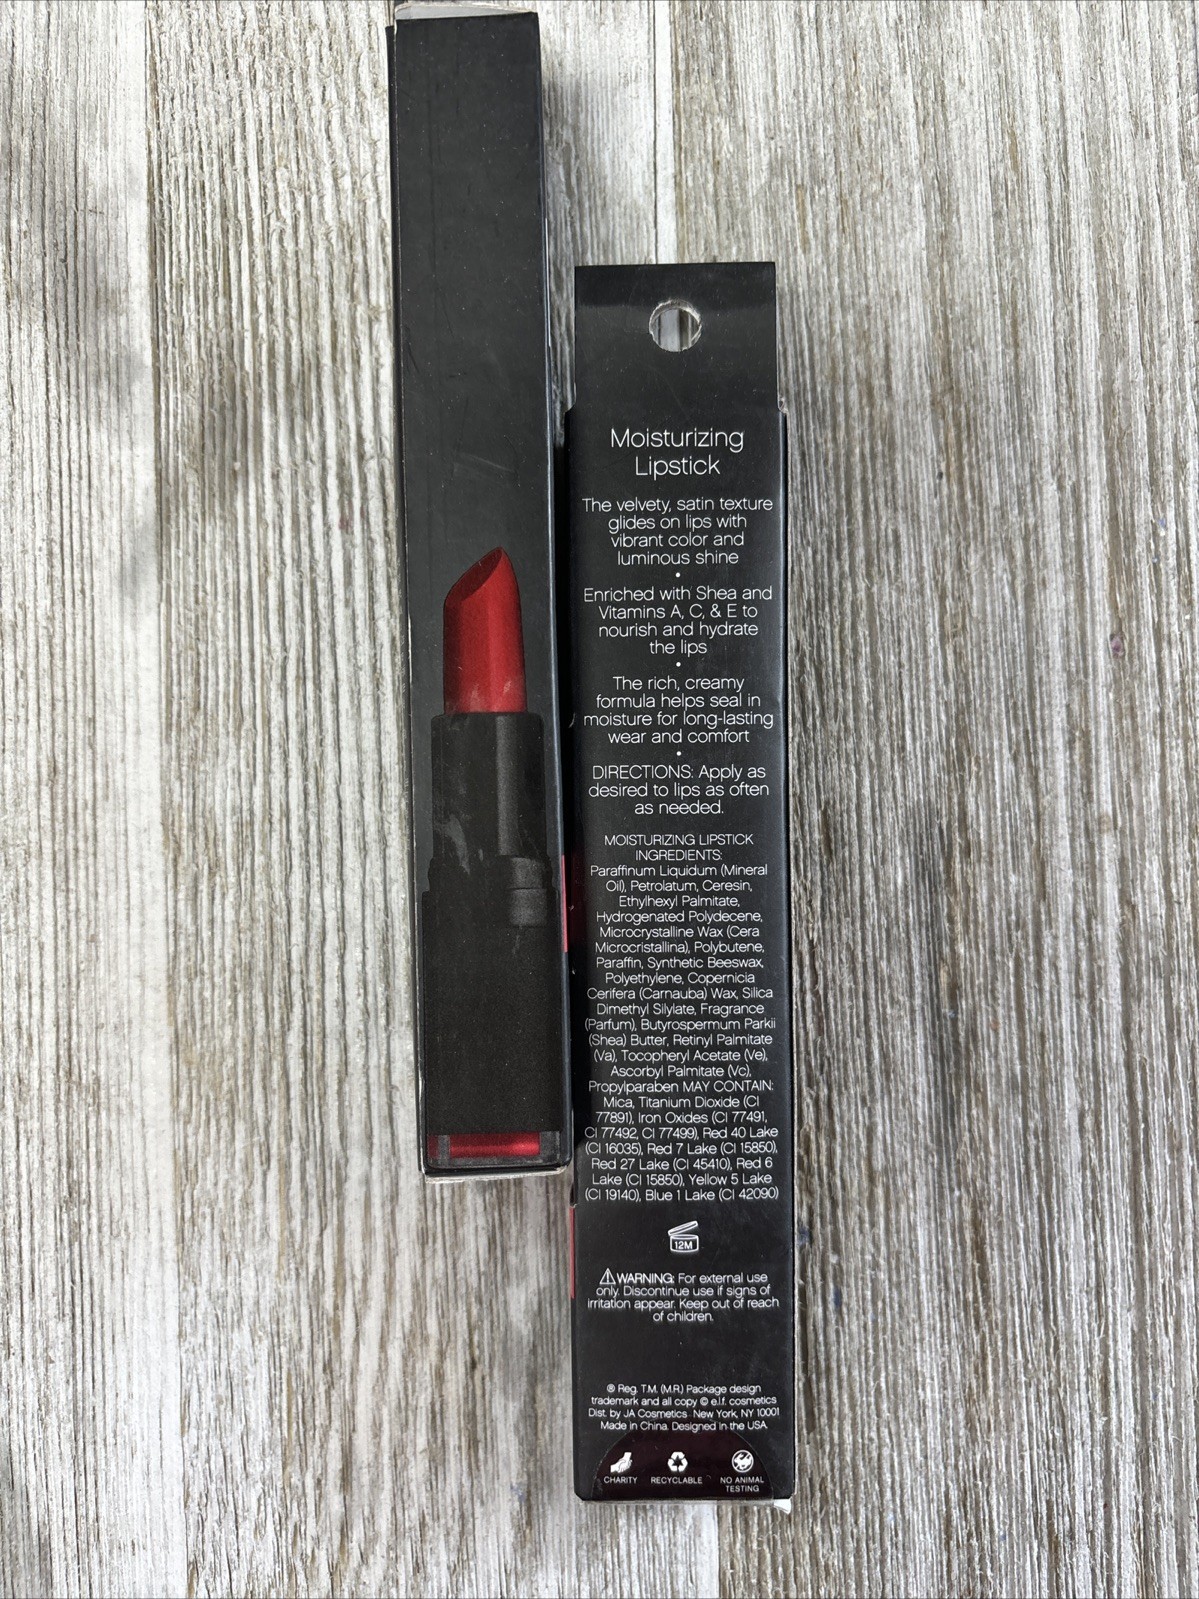 Moisturizing
Lipstick
The velvety, satin texture
glides on lips with
vibrant color and
luminous shine
•
Enriched with Shea and
Vitamins A, C, & E to
nourish and hydrate
the lips
•
The rich, creamy
formula helps seal in
moisture for long-lasting
wear and comfort
•
DIRECTIONS: Apply as
desired to lips as often
as needed.
MOISTURIZING LIPSTICK
INGREDIENTS:
Paraffinum Liquidum (Mineral
Oil), Petrolatum, Ceresin,
Ethylhexyl Palmitate,
Hydrogenated Polydecene,
Microcrystalline Wax (Cera
Microcristallina), Polybutene,
Paraffin, Synthetic Beeswax,
Polyethylene, Copernicia
Cerifera (Carnauba) Wax, Silica
Dimethyl Silylate, Fragrance
(Parfum), Butyrospermum Parkii
(Shea) Butter, Retinyl Palmitate
(Va), Tocopheryl Acetate (Ve),
Ascorbyl Palmitate (Vc),
Propylparaben MAY CONTAIN:
Mica, Titanium Dioxide (CI
77891), Iron Oxides (CI 77491,
CI 77492, CI 77499), Red 40 Lake
(CI 16035), Red 7 Lake (CI 15850),
Red 27 Lake (CI 45410), Red 6
Lake (CI 15850), Yellow 5 Lake
(CI 19140), Blue 1 Lake (CI 42090)
12M
WARNING: For external use
only. Discontinue use if signs of
irritation appear. Keep out of reach
of children.
® Reg. T.M. (M.R.) Package design
trademark and all copy © e.l.f. cosmetics
Dist. by JA Cosmetics New York, NY 10001
Made in China. Designed in the USA.
CHARITY RECYCLABLE NO ANIMAL
TESTING